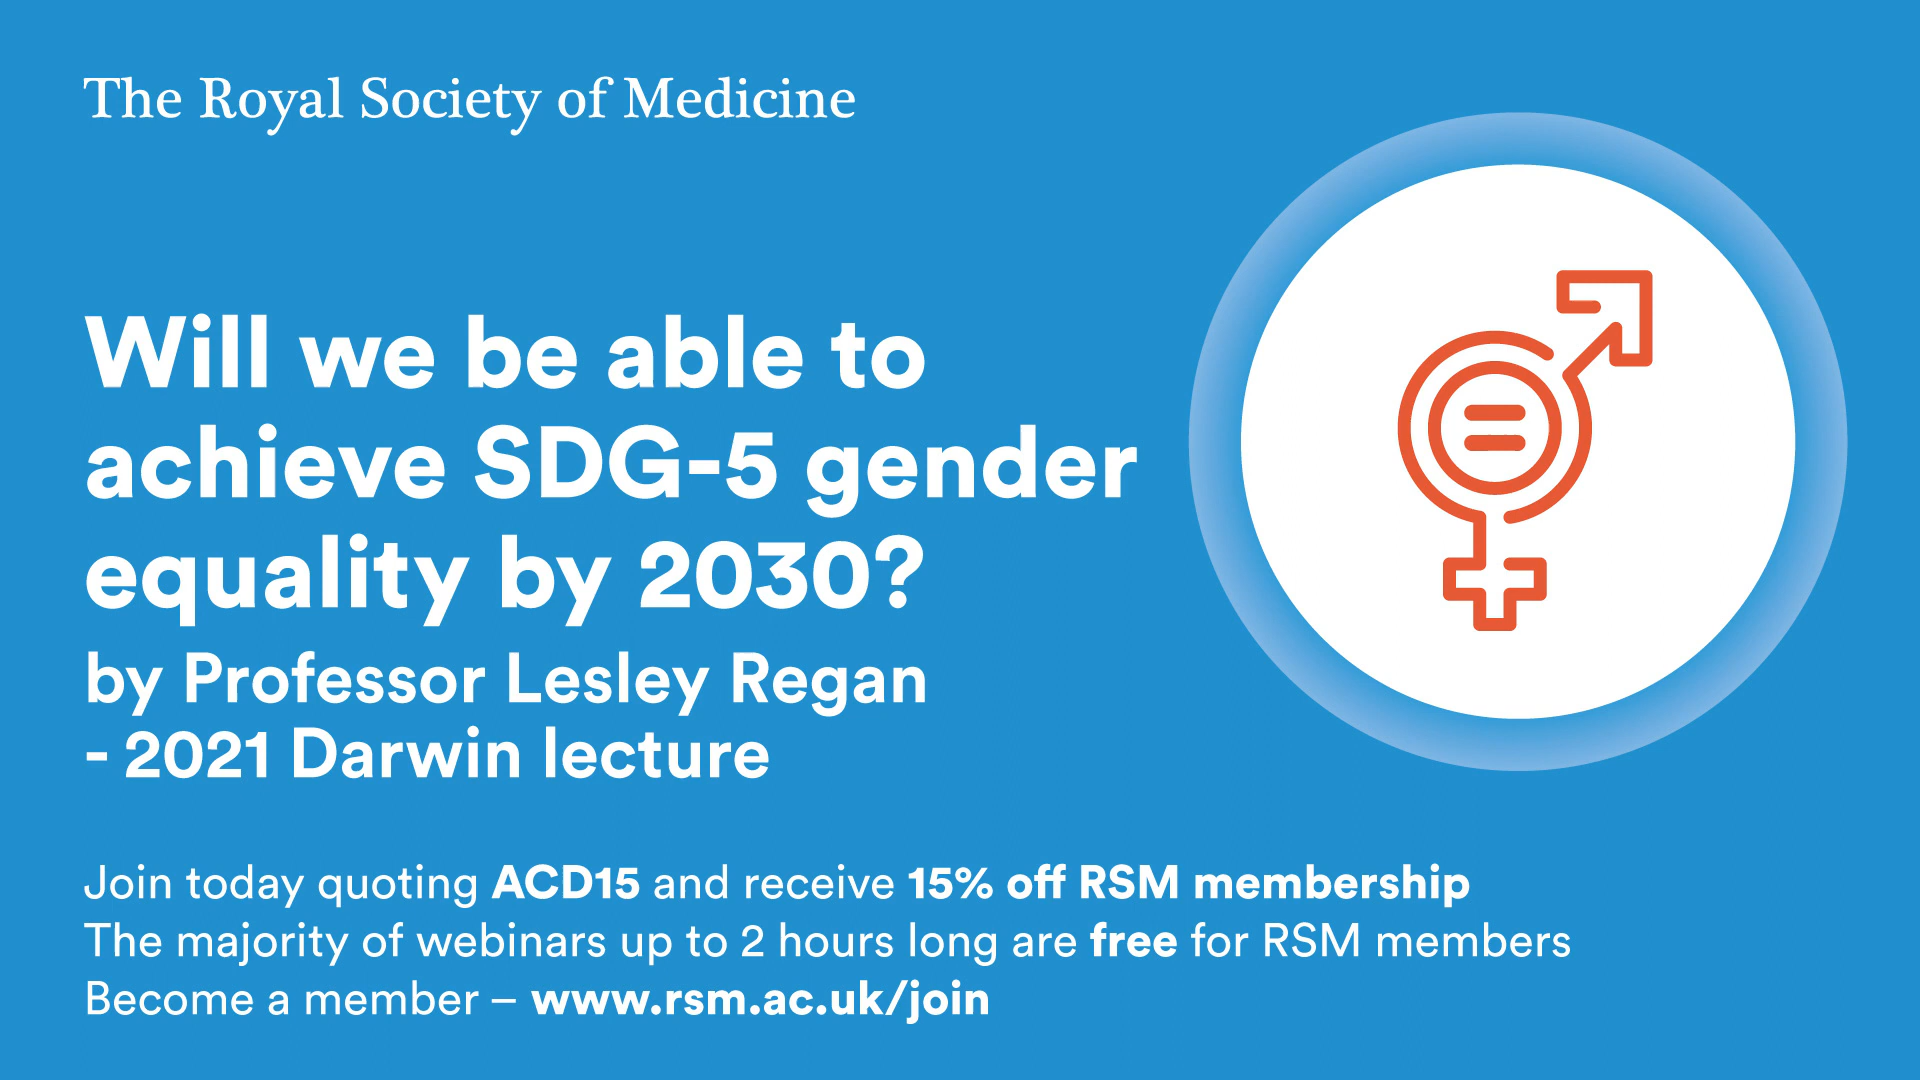 The Royal Society of Medicine
Will we be able to
achieve SDG-5 gender
equality by 2030?
by Professor Lesley Regan
- 2021 Darwin lecture
Join today quoting ACD15 and receive 15% off RSM membership
The majority of webinars up to 2 hours long are free for RSM members
Become a member – www.rsm.ac.uk/join